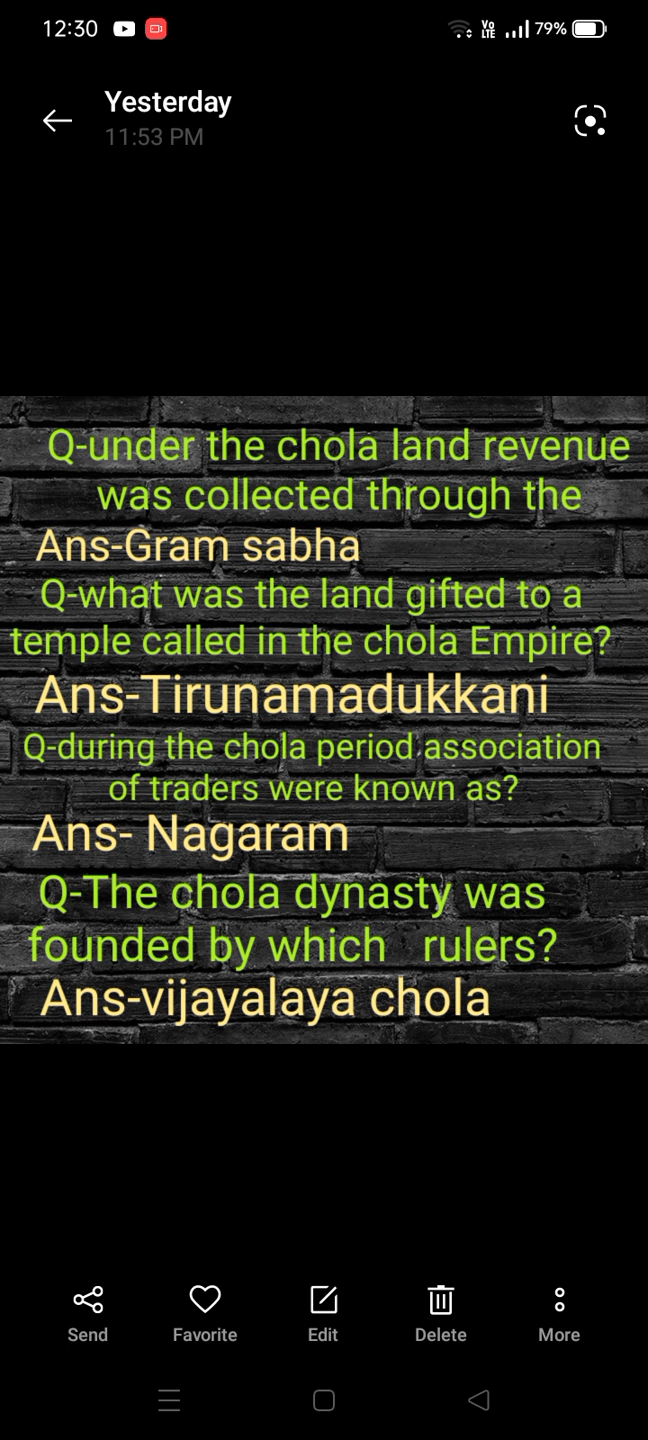 12:30
Vo
LTE
79%
Yesterday
11:53 PM
Q-under the chola land revenue
was collected through the
Ans-Gram sabha
Q-what was the land gifted to a
temple called in the chola Empire?
Ans-Tirunamadukkani
Q-during the chola period association
of traders were known as?
Ans- Nagaram
Q-The chola dynasty was
founded by which rulers?
Ans-vijayalaya chola
Send Favorite Edit Delete More